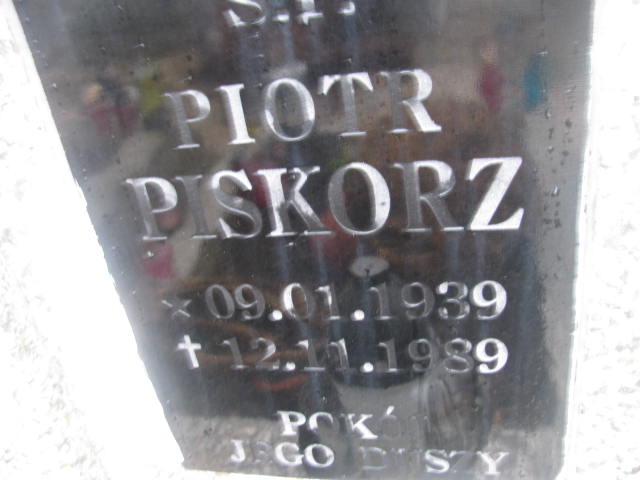 Ś.P.
PIOTR
PISKORZ
× 09.01.1939
✝ 12.11.1989
POKÓJ
JEGO DUSZY